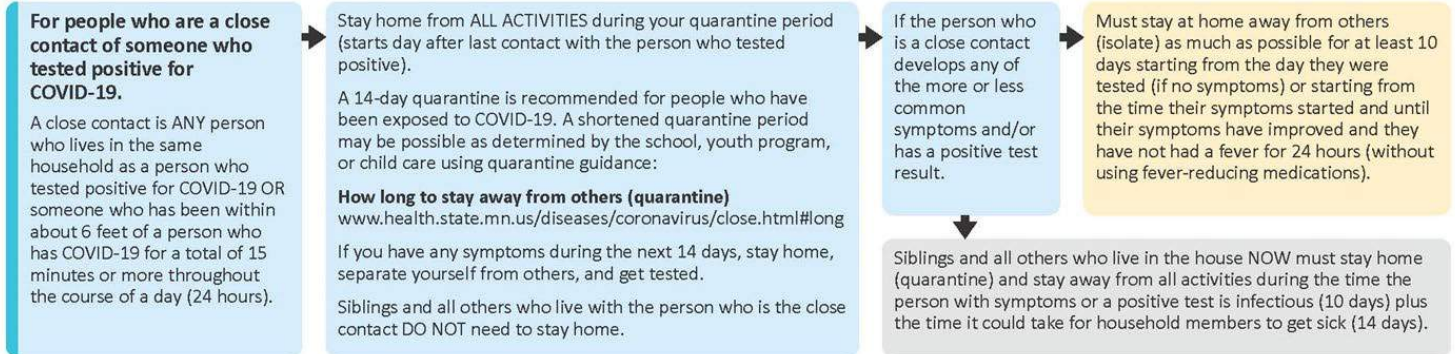 For people who are a close
contact of someone who
tested positive for
COVID-19.
A close contact is ANY person
who lives in the same
household as a person who
tested positive for COVID-19 OR
someone who has been within
about 6 feet of a person who
has COVID-19 for a total of 15
minutes or more throughout
the course of a day (24 hours).
Stay home from ALL ACTIVITIES during your quarantine period
(starts day after last contact with the person who tested
positive).
A 14-day quarantine is recommended for people who have
been exposed to COVID-19. A shortened quarantine period
may be possible as determined by the school, youth program,
or child care using quarantine guidance:
How long to stay away from others (quarantine)
www.health.state.mn.us/diseases/coronavirus/close.html#long
If you have any symptoms during the next 14 days, stay home,
separate yourself from others, and get tested.
Siblings and all others who live with the person who is the close
contact DO NOT need to stay home.
If the person who
is a close contact
develops any of
the more or less
common
symptoms and/or
has a positive test
result.
Must stay at home away from others
(isolate) as much as possible for at least 10
days starting from the day they were
tested (if no symptoms) or starting from
the time their symptoms started and until
their symptoms have improved and they
have not had a fever for 24 hours (without
using fever-reducing medications).
Siblings and all others who live in the house NOW must stay home
(quarantine) and stay away from all activities during the time the
person with symptoms or a positive test is infectious (10 days) plus
the time it could take for household members to get sick (14 days).